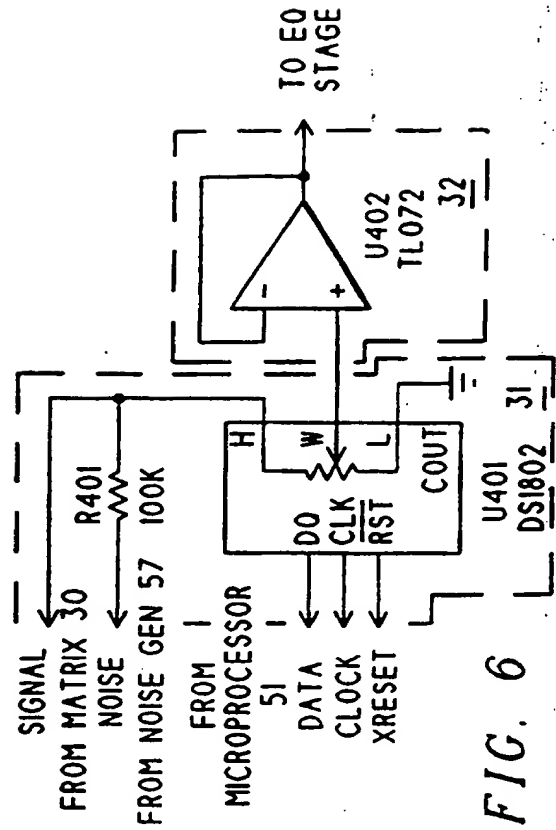 SIGNAL
FROM MATRIX 30
NOISE
FROM NOISE GEN 57
R401
100K
FROM
MICROPROCESSOR
51
DATA
CLOCK
XRESET
DQ
CLK
RST
COUT
H
W
L
U401
DS1802
31
-
+
U402
TL072
32
TO EQ
STAGE
FIG. 6